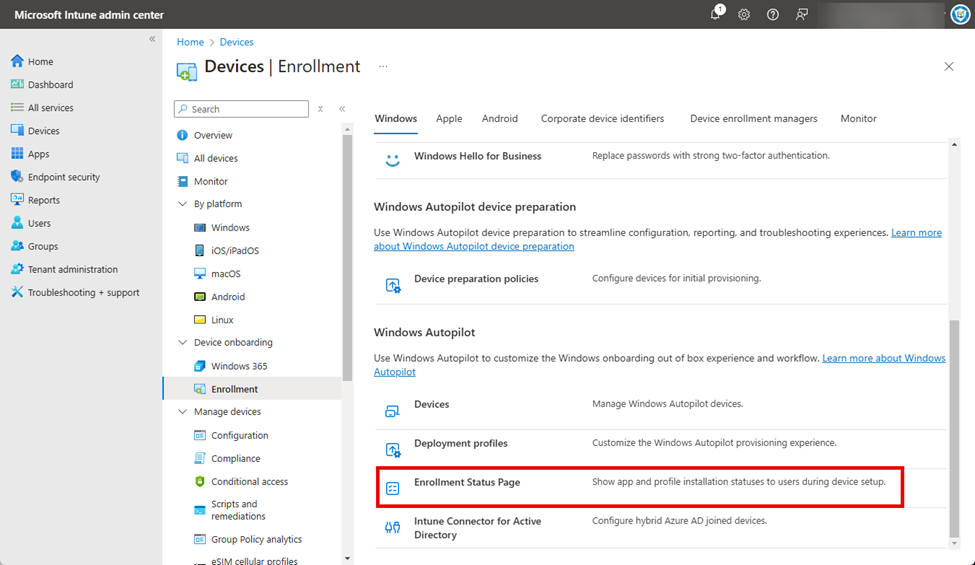 Microsoft Intune admin center
1
«
Home
Dashboard
All services
Devices
Apps
Endpoint security
Reports
Users
Groups
Tenant administration
Troubleshooting + support
Home > Devices
Devices | Enrollment ...
Search
«
Overview
All devices
Monitor
By platform
Windows
iOS/iPadOS
macOS
Android
Linux
Device onboarding
Windows 365
Enrollment
Manage devices
Configuration
Compliance
Conditional access
Scripts and
remediations
Group Policy analytics
eSIM cellular profiles
Windows Apple Android Corporate device identifiers Device enrollment managers Monitor
Windows Hello for Business Replace passwords with strong two-factor authentication.
Windows Autopilot device preparation
Use Windows Autopilot device preparation to streamline configuration, reporting, and troubleshooting experiences. Learn more
about Windows Autopilot device preparation
Device preparation policies Configure devices for initial provisioning.
Windows Autopilot
Use Windows Autopilot to customize the Windows onboarding out of box experience and workflow. Learn more about Windows
Autopilot
Devices Manage Windows Autopilot devices.
Deployment profiles Customize the Windows Autopilot provisioning experience.
Enrollment Status Page Show app and profile installation statuses to users during device setup.
Intune Connector for Active Configure hybrid Azure AD joined devices.
Directory